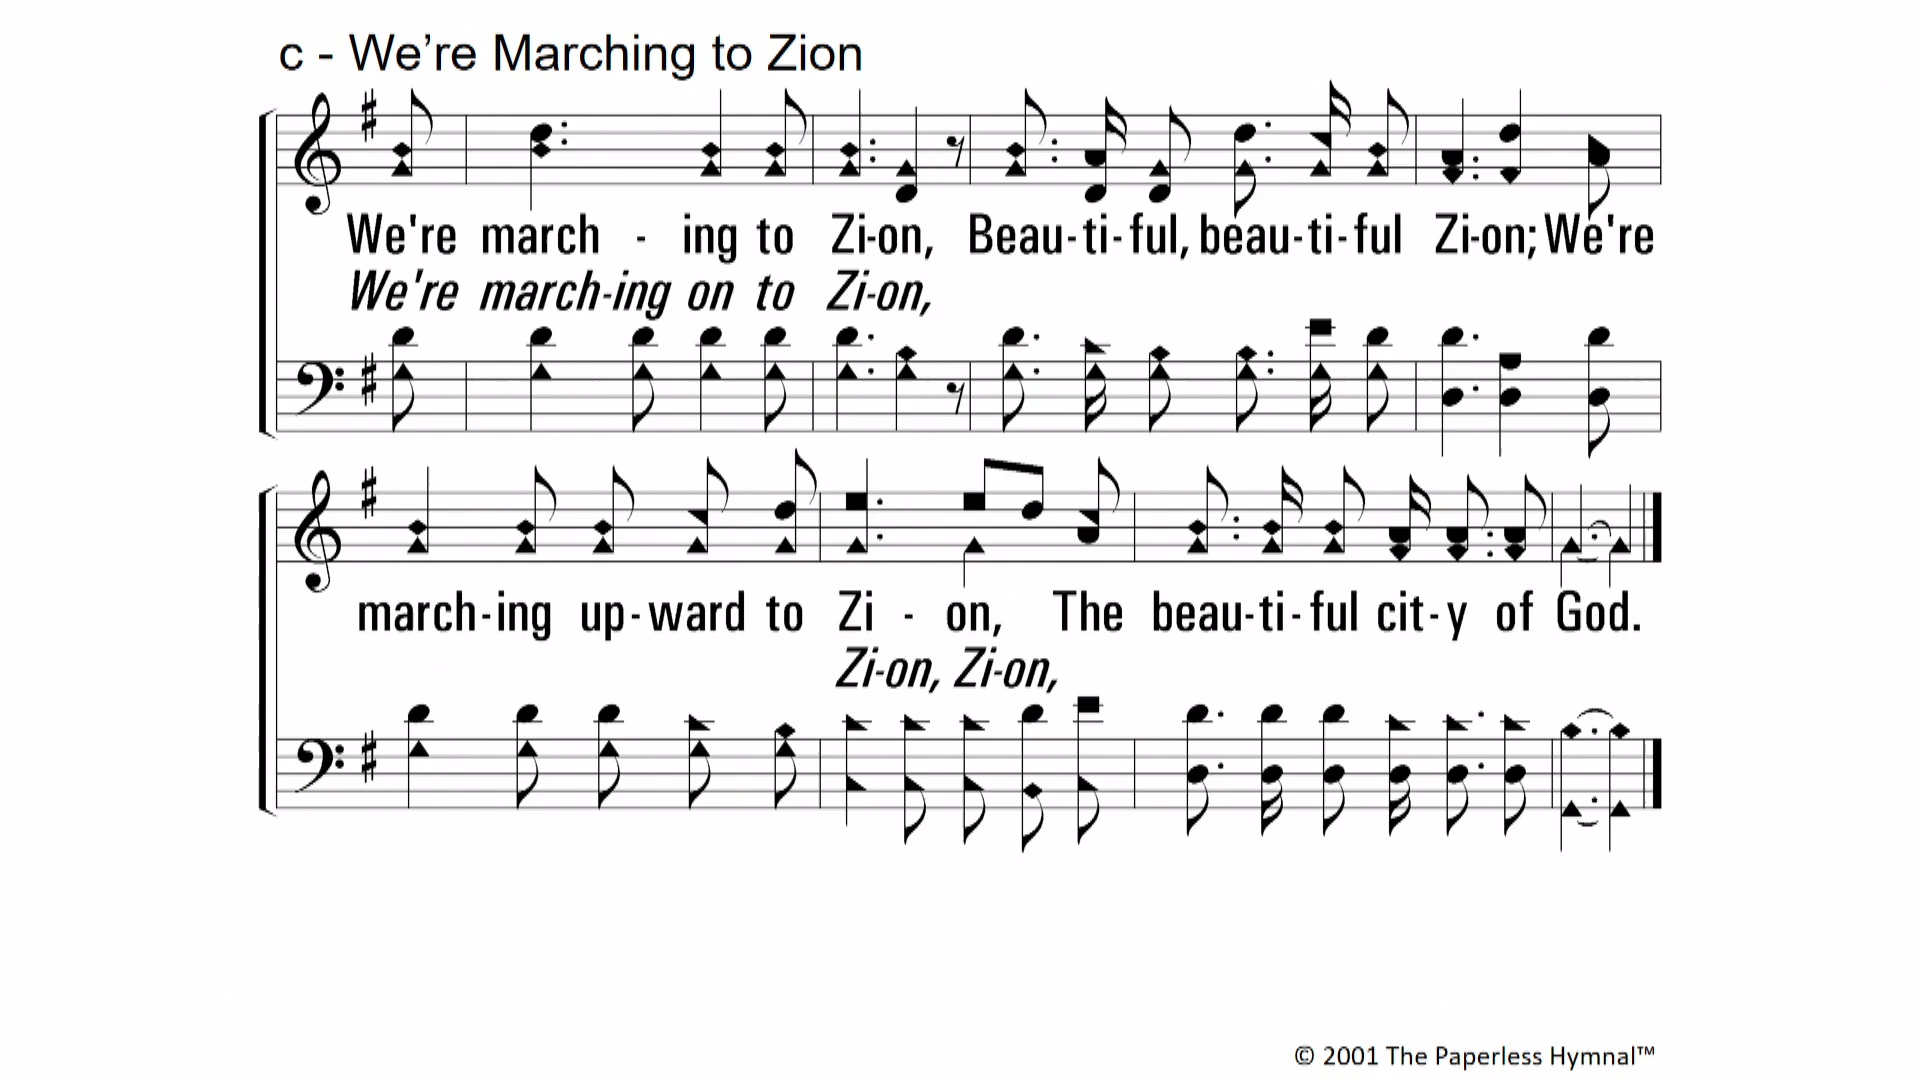 c - We’re Marching to Zion
We're march - ing to Zi-on, Beau-ti-ful, beau-ti-ful Zi-on; We're
We're march-ing on to Zi-on,
march-ing up-ward to Zi - on, The beau-ti-ful cit-y of God.
Zi-on, Zi-on,
© 2001 The Paperless Hymnal™